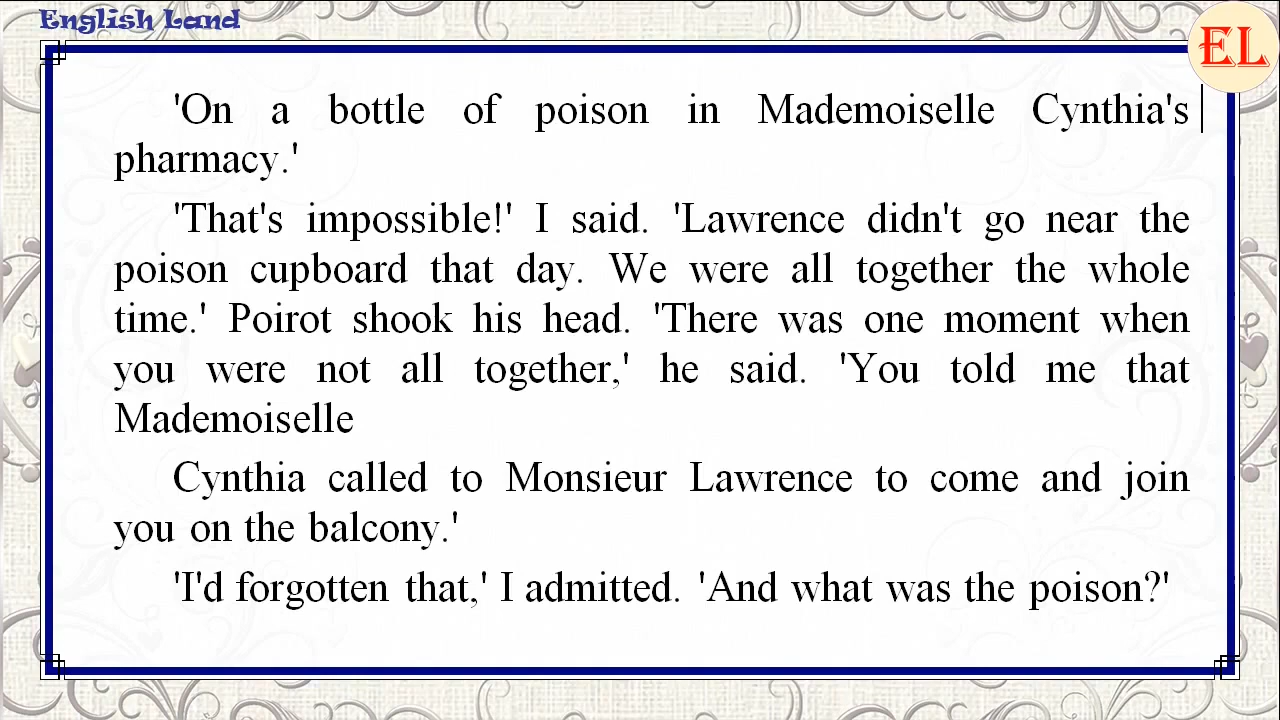 English Land
EL
'On a bottle of poison in Mademoiselle Cynthia's
pharmacy.'
'That's impossible!' I said. 'Lawrence didn't go near the
poison cupboard that day. We were all together the whole
time.' Poirot shook his head. 'There was one moment when
you were not all together,' he said. 'You told me that
Mademoiselle
Cynthia called to Monsieur Lawrence to come and join
you on the balcony.'
'I'd forgotten that,' I admitted. 'And what was the poison?'